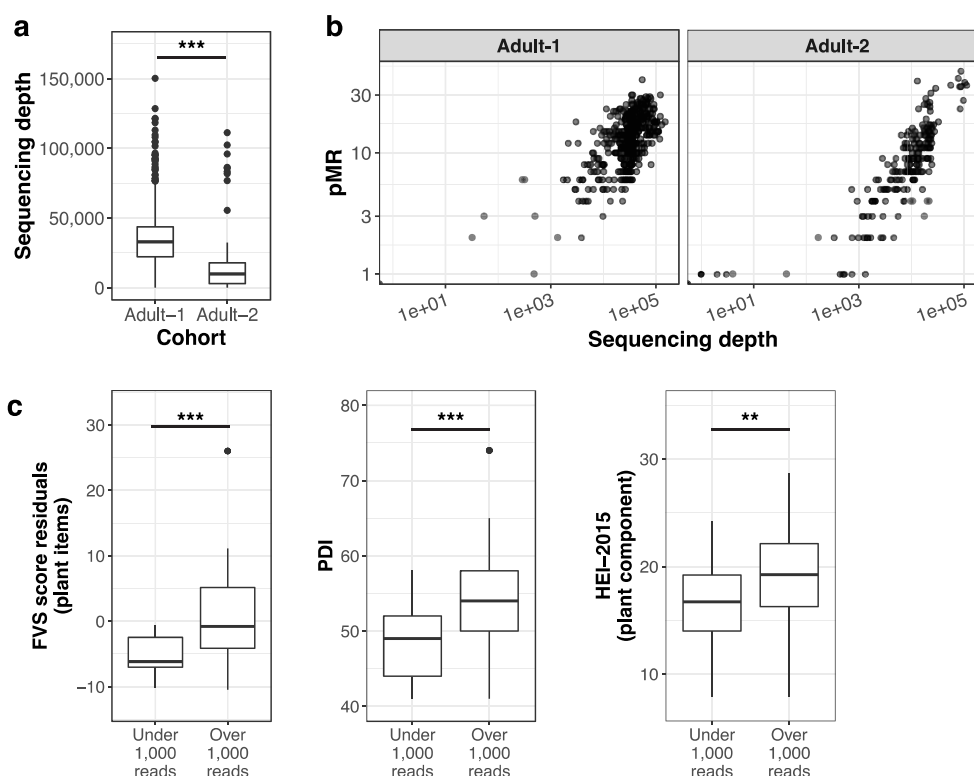 a
***
Sequencing depth
150,000
100,000
50,000
0
Adult−1 Adult−2
Cohort
b
Adult-1
Adult-2
pMR
30
10
3
1
1e+01
1e+03
1e+05
1e+01
1e+03
1e+05
Sequencing depth
c
***
FVS score residuals
(plant items)
30
20
10
0
−10
Under
1,000
reads
Over
1,000
reads
***
PDI
80
70
60
50
40
Under
1,000
reads
Over
1,000
reads
**
HEI−2015
(plant component)
30
20
10
Under
1,000
reads
Over
1,000
reads